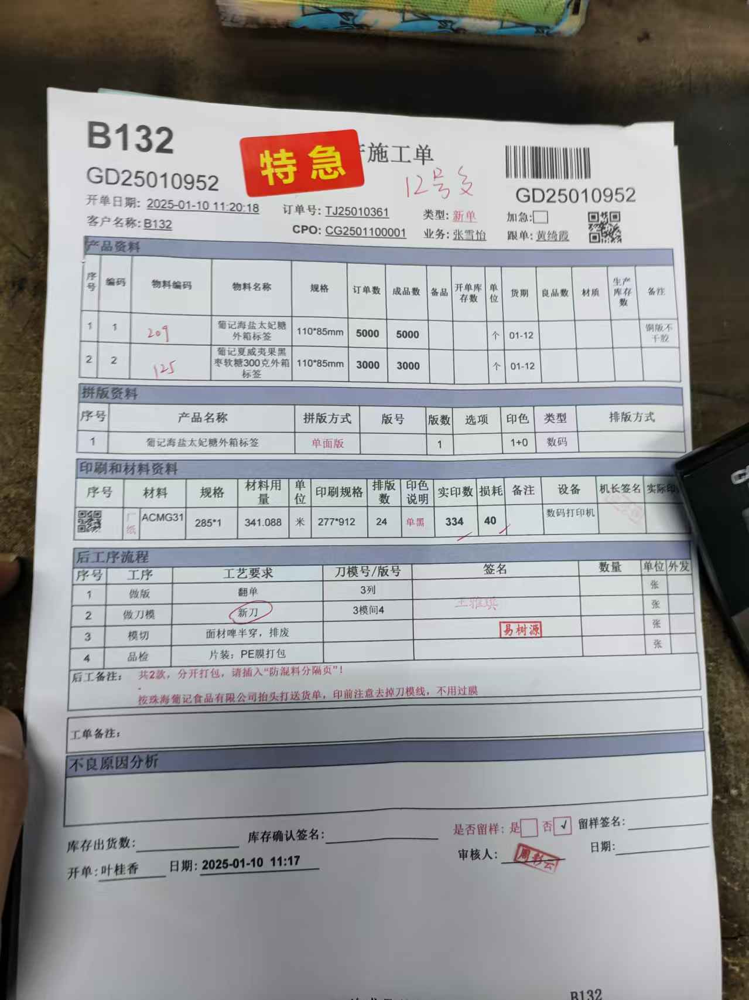 B132
特急
施工单
12号
GD25010952
GD25010952
开单日期: 2025-01-10 11:20:18 订单号: TJ25010361 类型: 新单 加急:
客户名称: B132 CPO: CG2501100001 业务: 张雪怡 跟单: 黄绮霞
产品资料
序号 编码 物料编码 物料名称 规格 订单数 成品数 备品 开单库存数 单位 货期 良品数 材质 生产库存数 备注
1 1 209 葡记海盐太妃糖外箱标签 110*85mm 5000 5000 个 01-12 铜版不干胶
2 2 125 葡记夏威夷果黑枣软糖300克外箱标签 110*85mm 3000 3000 个 01-12
拼版资料
序号 产品名称 拼版方式 版号 版数 选项 印色 类型 排版方式
1 葡记海盐太妃糖外箱标签 单面版 1 1+0 数码
印刷和材料资料
序号 材料 规格 材料用量 单位 印刷规格 排版数 印色说明 实印数 损耗 备注 设备 机长签名 实际印
厂纸 ACMG31 285*1 341.088 米 277*912 24 单黑 334 40 数码打印机
后工序流程
序号 工序 工艺要求 刀模号/版号 签名 数量 单位 外发
1 做版 翻单 3列 张
2 做刀模 新刀 3模间4 王雅琪 张
3 模切 面材啤半穿，排废 易树源 张
4 品检 片装；PE膜打包 张
后工备注： 共2款，分开打包，请插入“防混料分隔页”！
按珠海葡记食品有限公司抬头打送货单，印前注意去掉刀模线，不用过膜
工单备注：
不良原因分析
库存出货数: 库存确认签名: 是否留样: 是 否 √ 留样签名:
开单: 叶桂香 日期: 2025-01-10 11:17 审核人: 周彩云 日期:
B132